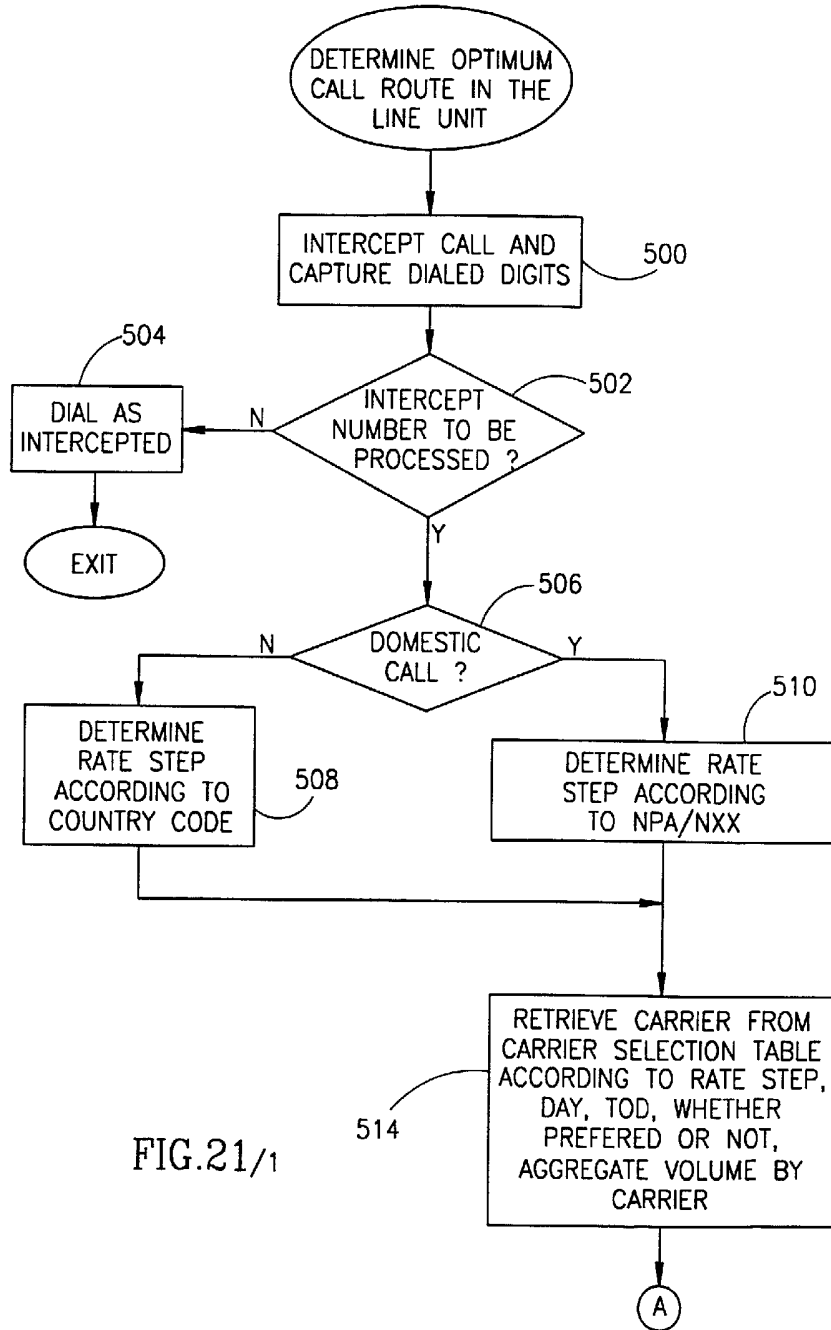 DETERMINE OPTIMUM
CALL ROUTE IN THE
LINE UNIT
INTERCEPT CALL AND
CAPTURE DIALED DIGITS
500
504
DIAL AS
INTERCEPTED
N
INTERCEPT
NUMBER TO BE
PROCESSED ?
502
EXIT
Y
506
N
DOMESTIC
CALL ?
Y
510
DETERMINE
RATE STEP
ACCORDING TO
COUNTRY CODE
508
DETERMINE RATE
STEP ACCORDING
TO NPA/NXX
RETRIEVE CARRIER FROM
CARRIER SELECTION TABLE
ACCORDING TO RATE STEP,
DAY, TOD, WHETHER
PREFERED OR NOT,
AGGREGATE VOLUME BY
CARRIER
514
FIG.21/1
A